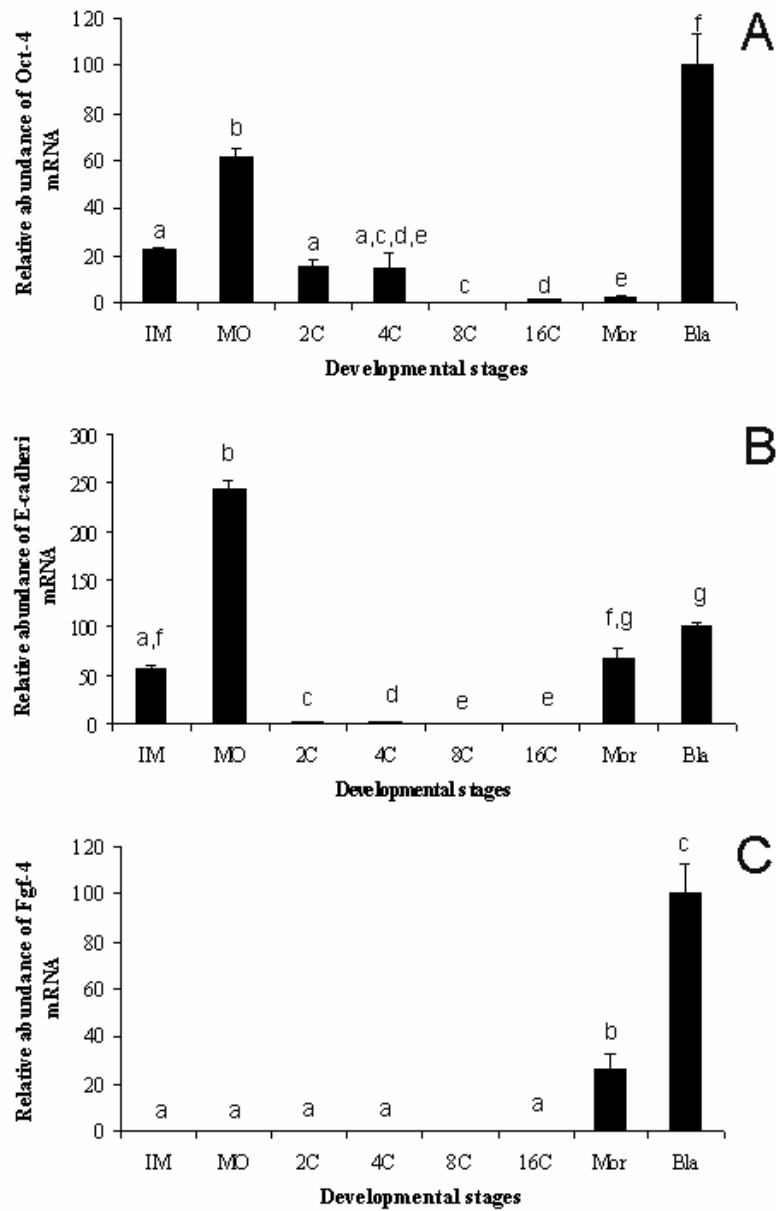 A
Relative abundance of Oct-4
mRNA
120
100
80
60
40
20
0
a
b
a
a,c,d,e
c
d
e
f
IM MO 2C 4C 8C 16C Mor Bla
Developmental stages
B
Relative abundance of E-cadheri
mRNA
300
250
200
150
100
50
0
a,f
b
c
d
e
e
f,g
g
IM MO 2C 4C 8C 16C Mor Bla
Developmental stages
C
Relative abundance of Fgf-4
mRNA
120
100
80
60
40
20
0
a
a
a
a
a
b
c
IM MO 2C 4C 8C 16C Mor Bla
Developmental stages